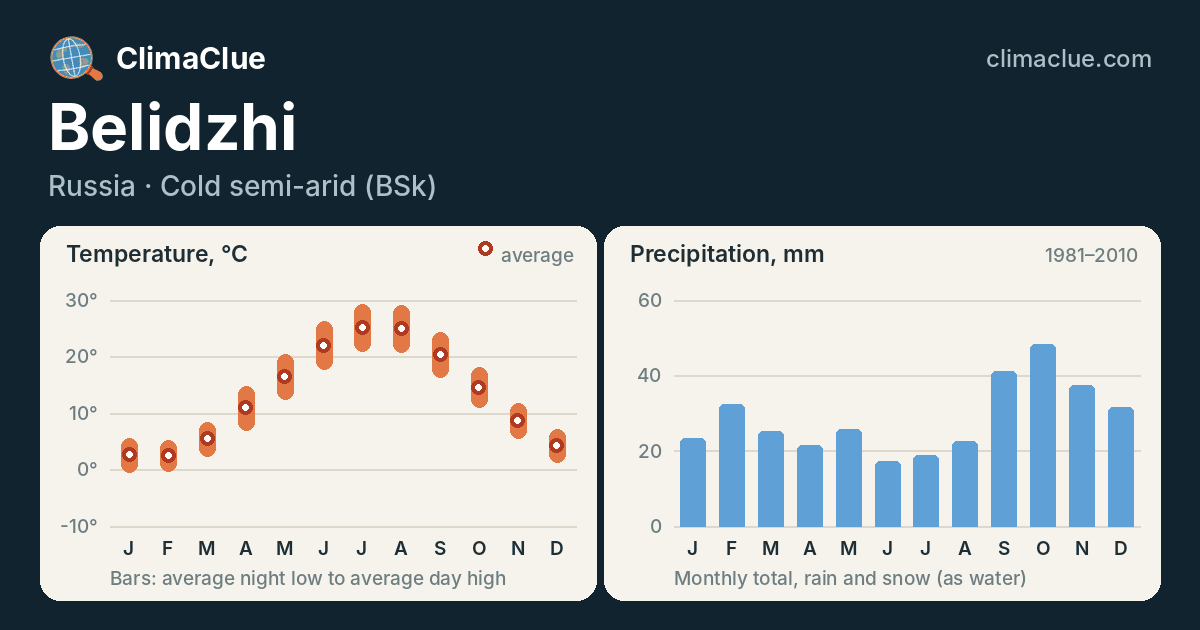 ClimaClue
climaclue.com
Belidzhi
Russia · Cold semi-arid (BSk)
Temperature, °C
average
30°
20°
10°
0°
-10°
J F M A M J J A S O N D
Bars: average night low to average day high
Precipitation, mm
1981–2010
60
40
20
0
J F M A M J J A S O N D
Monthly total, rain and snow (as water)